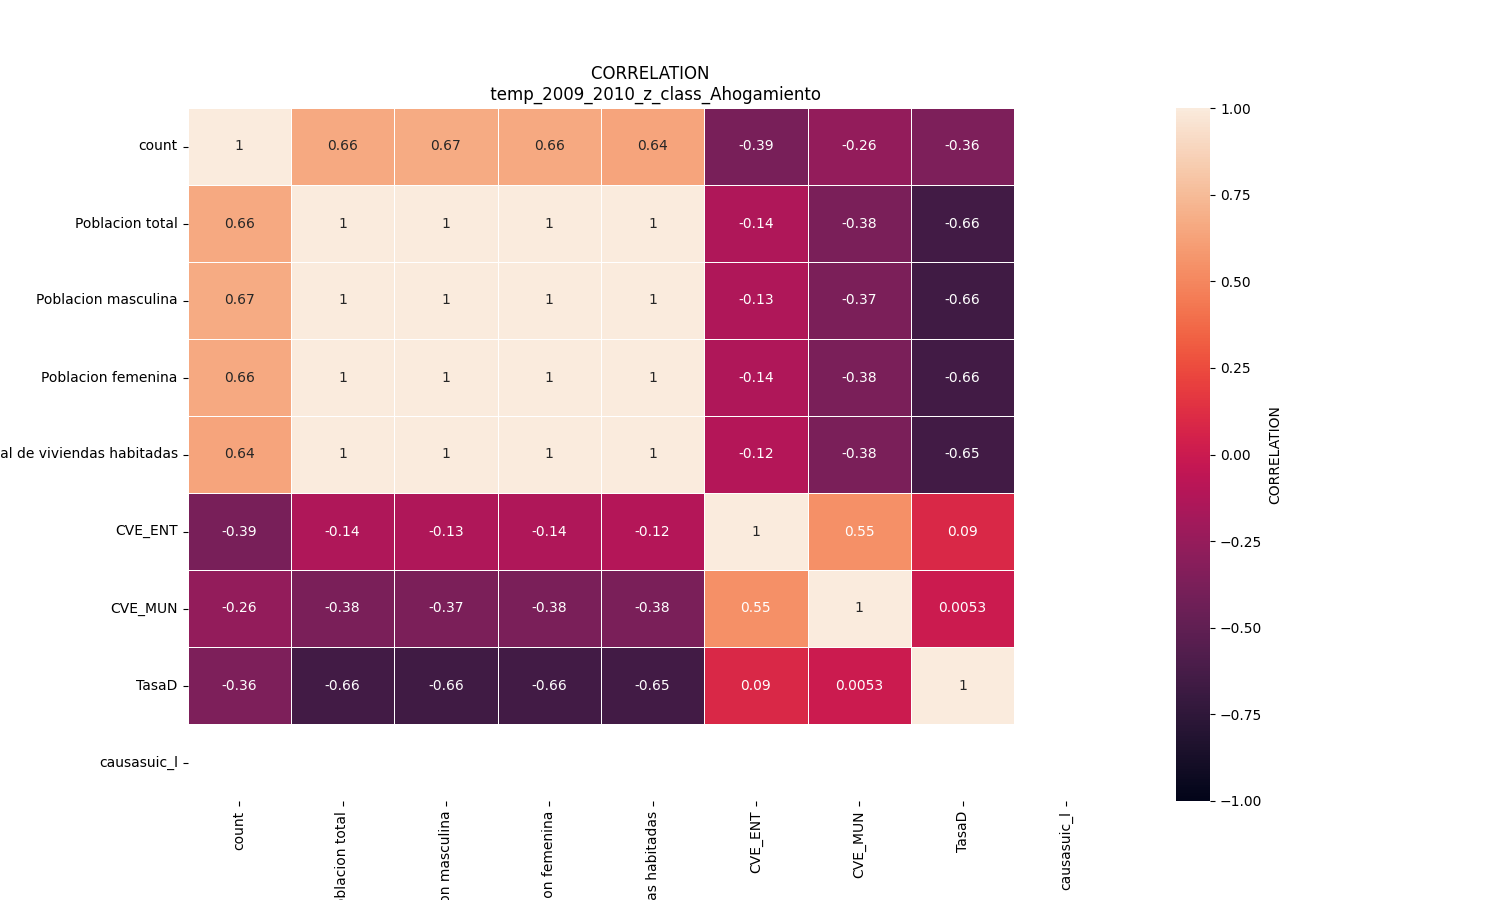 CORRELATION
temp_2009_2010_z_class_Ahogamiento
count 1 0.66 0.67 0.66 0.64 -0.39 -0.26 -0.36
Poblacion total 0.66 1 1 1 1 -0.14 -0.38 -0.66
Poblacion masculina 0.67 1 1 1 1 -0.13 -0.37 -0.66
Poblacion femenina 0.66 1 1 1 1 -0.14 -0.38 -0.66
al de viviendas habitadas 0.64 1 1 1 1 -0.12 -0.38 -0.65
CVE_ENT -0.39 -0.14 -0.13 -0.14 -0.12 1 0.55 0.09
CVE_MUN -0.26 -0.38 -0.37 -0.38 -0.38 0.55 1 0.0053
TasaD -0.36 -0.66 -0.66 -0.66 -0.65 0.09 0.0053 1
causasuic_l
count
oblacion total
on masculina
on femenina
as habitadas
CVE_ENT
CVE_MUN
TasaD
causasuic_l
1.00
0.75
0.50
0.25
0.00
−0.25
−0.50
−0.75
−1.00
CORRELATION